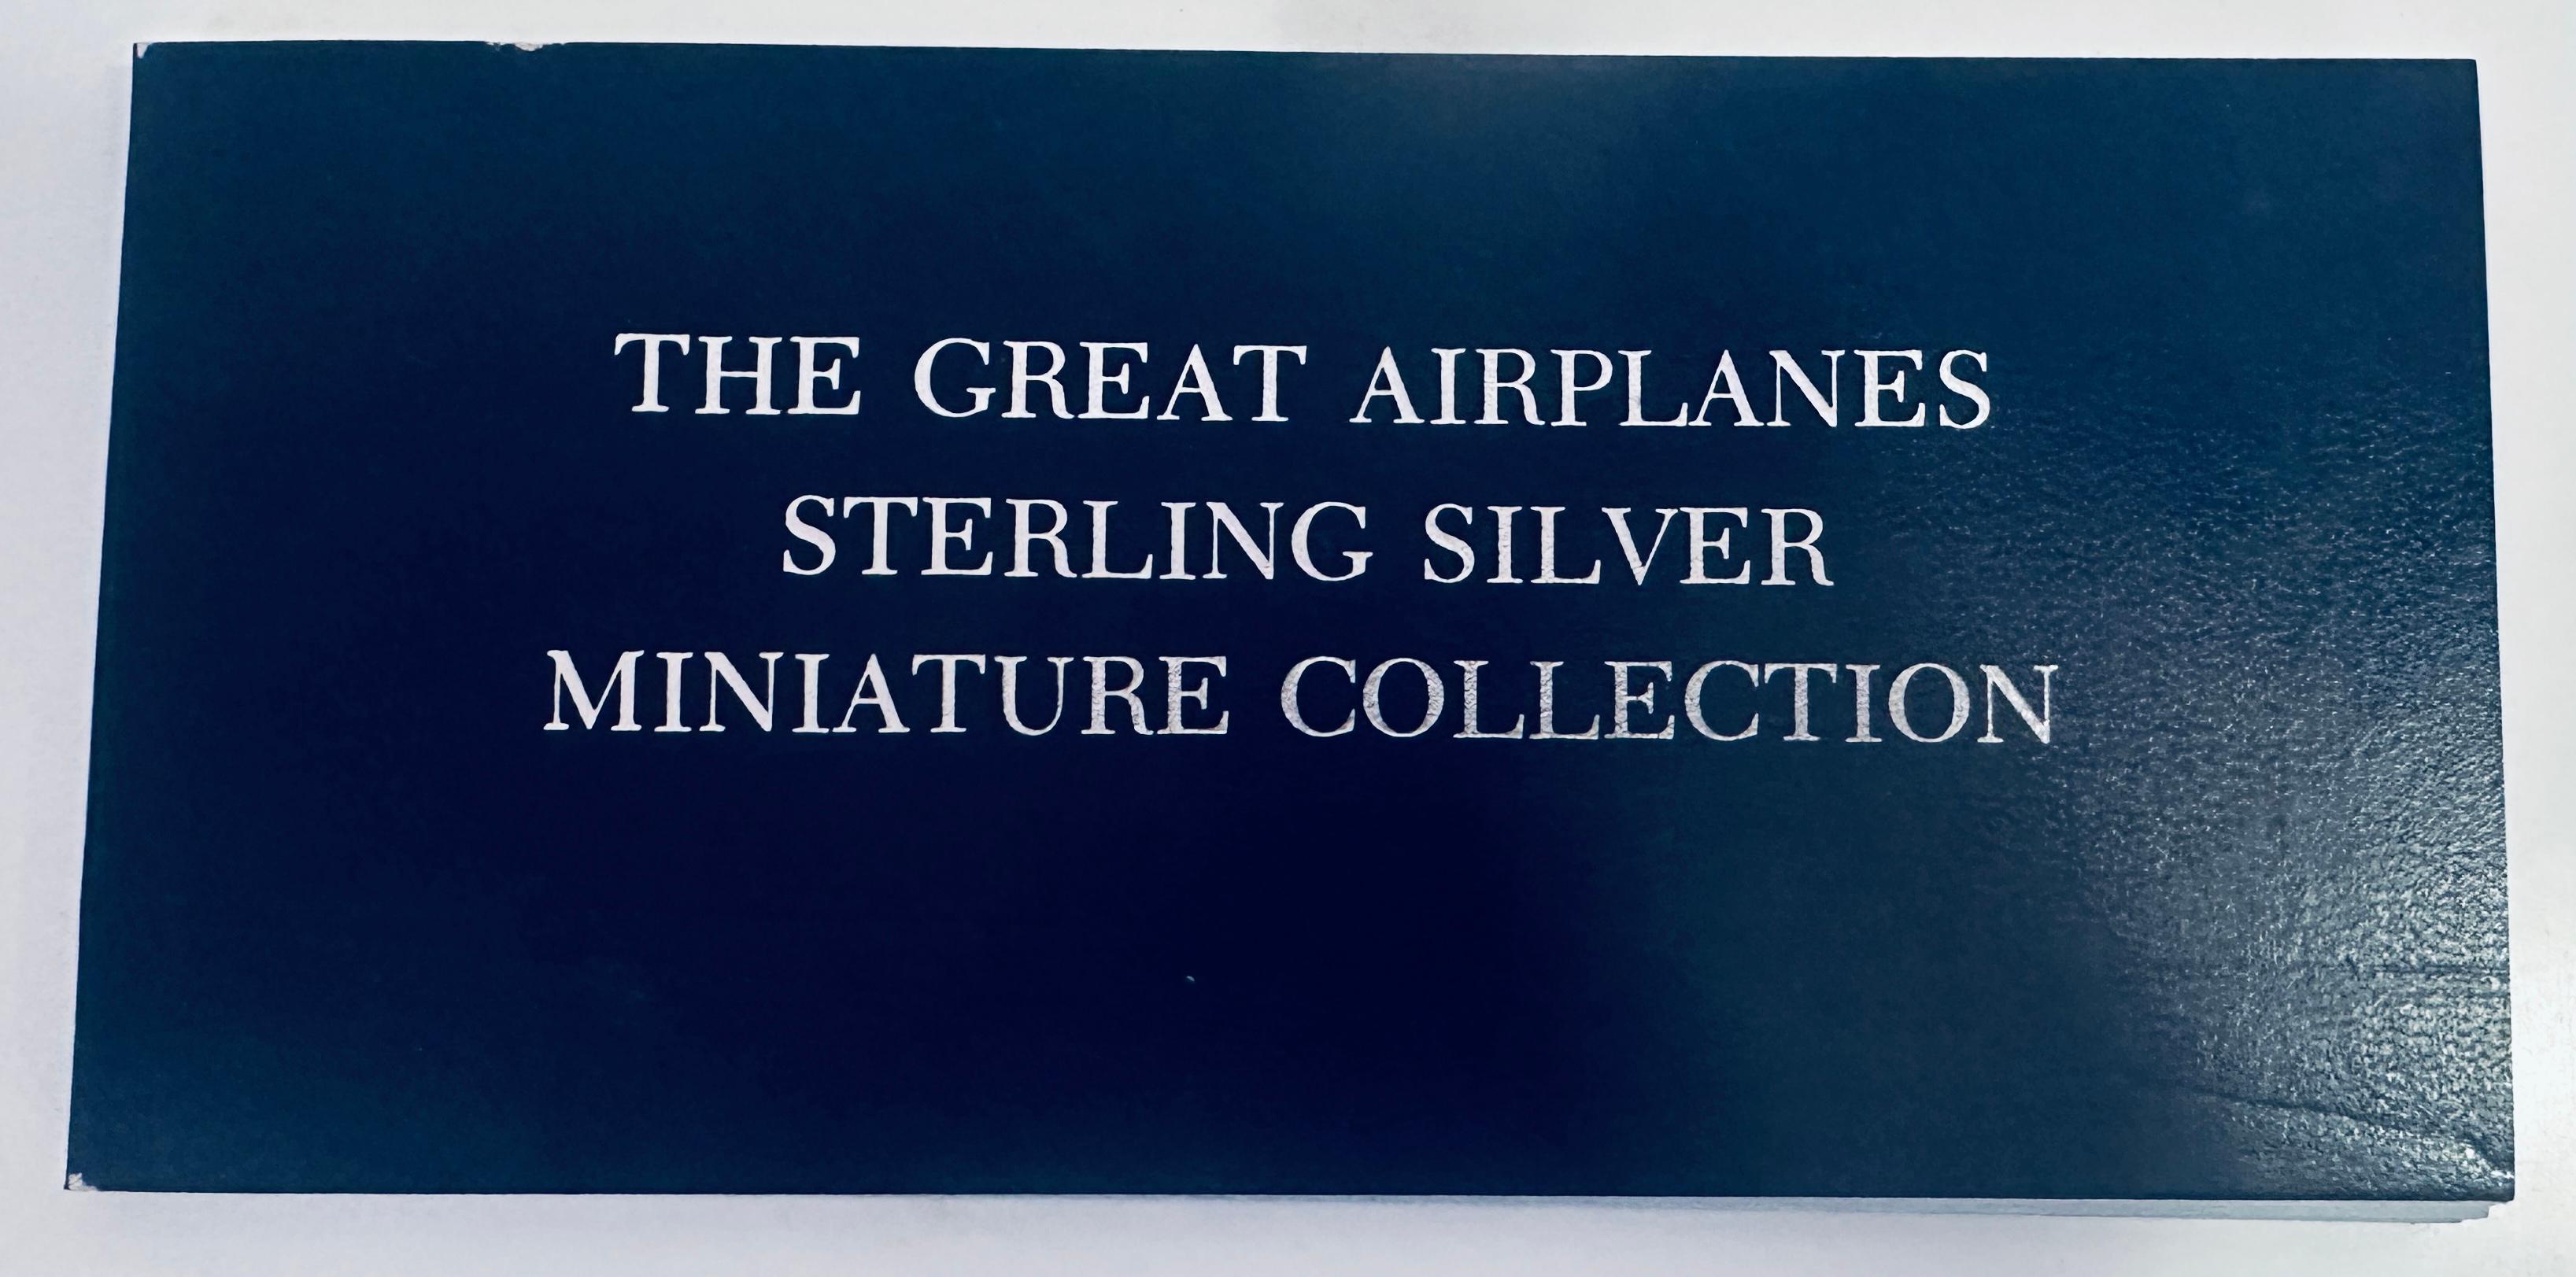 THE GREAT AIRPLANES
STERLING SILVER
MINIATURE COLLECTION